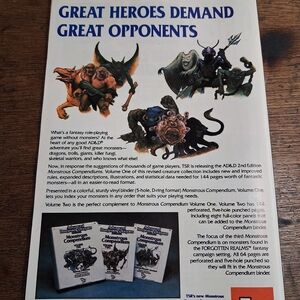 GREAT HEROES DEMAND
GREAT OPPONENTS
What's a fantasy role-playing
game without monsters? At the
heart of any good AD&D®
adventure you'll find great monsters—
dragons, trolls, giants, killer fungi,
skeletal warriors, and who knows what else!
Now, in response to the suggestions of thousands of game players, TSR is releasing the AD&D 2nd Edition
Monstrous Compendiums. Volume One of this revised creature collection includes new and improved
rules, expanded descriptions, illustrations, and statistical data needed for 144 pages worth of fantastic
monsters—all in an easier-to-read format.
Presented in a colorful, sturdy vinyl binder (5-hole, D-ring format) Monstrous Compendium, Volume One,
lets you index your monsters in any order that suits your play needs.
Volume Two is the perfect complement to Monstrous Compendium Volume One. Volume Two has 144
perforated, five-hole punched pages,
including eight full-color panels that
can be added to the Monstrous
Compendium binder.
The focus of the third Monstrous
Compendium is on monsters found in
the FORGOTTEN REALMS® fantasy
campaign setting. All 64 pages are
perforated and five-hole punched so
they will fit in the Monstrous
Compendium binder.
TSR's new Monstrous